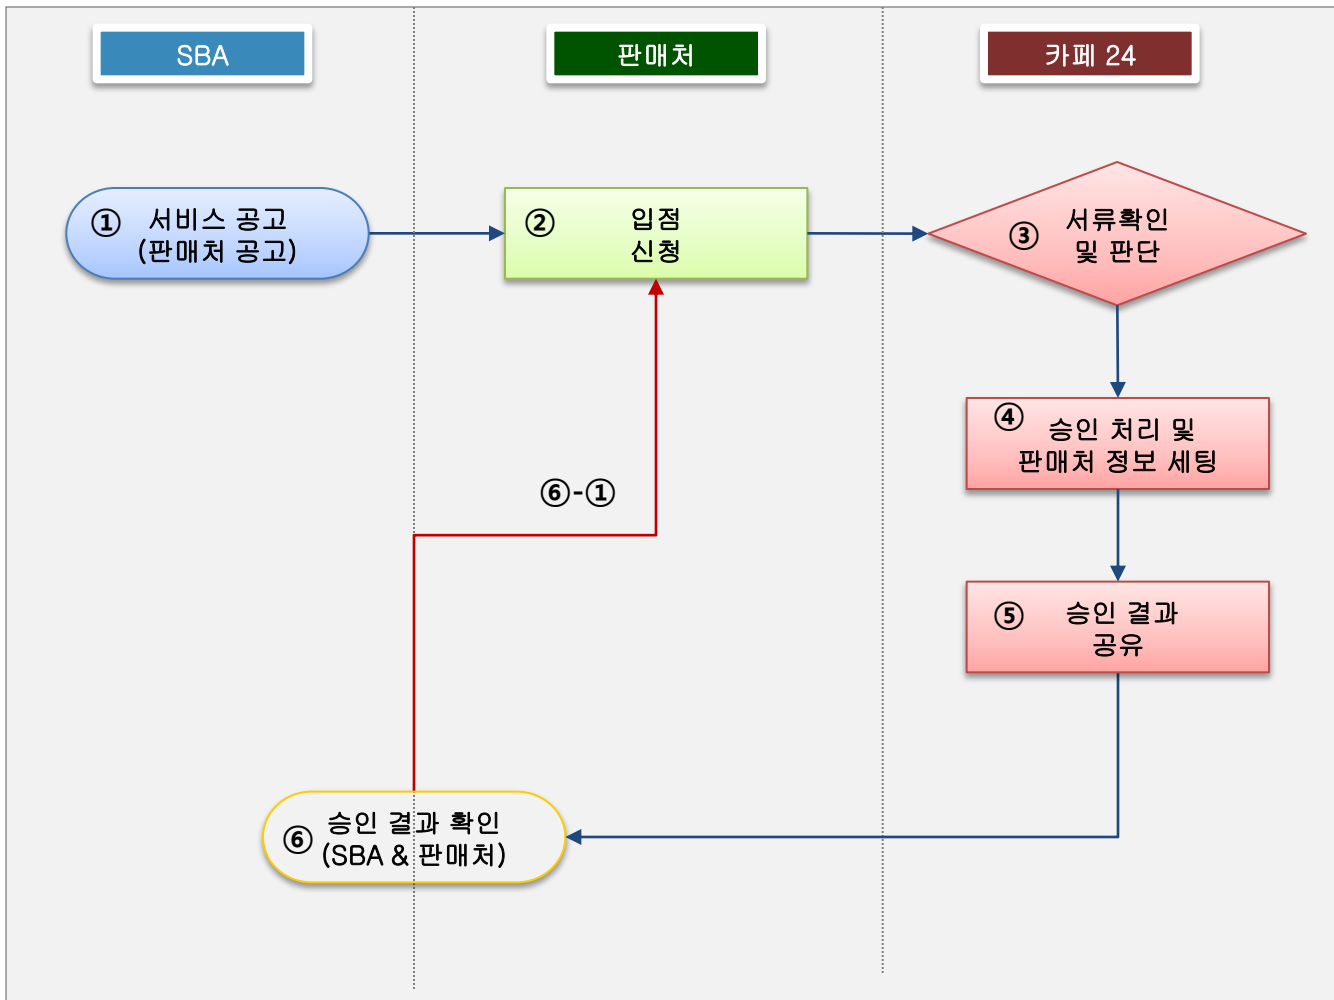 SBA
판매처
카페 24
① 서비스 공고
(판매처 공고)
② 입점
신청
③ 서류확인
및 판단
④ 승인 처리 및
판매처 정보 세팅
⑥-①
⑤ 승인 결과
공유
⑥ 승인 결과 확인
(SBA & 판매처)